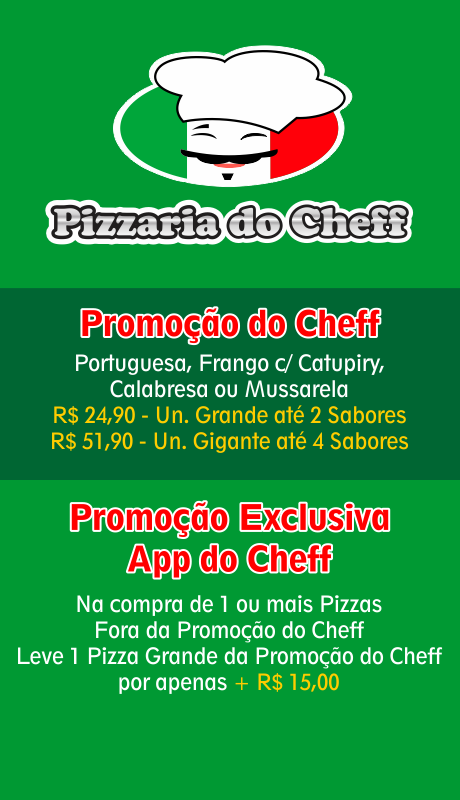 Pizzaria do Cheff
Promoção do Cheff
Portuguesa, Frango c/ Catupiry,
Calabresa ou Mussarela
R$ 24,90 - Un. Grande até 2 Sabores
R$ 51,90 - Un. Gigante até 4 Sabores
Promoção Exclusiva
App do Cheff
Na compra de 1 ou mais Pizzas
Fora da Promoção do Cheff
Leve 1 Pizza Grande da Promoção do Cheff
por apenas + R$ 15,00